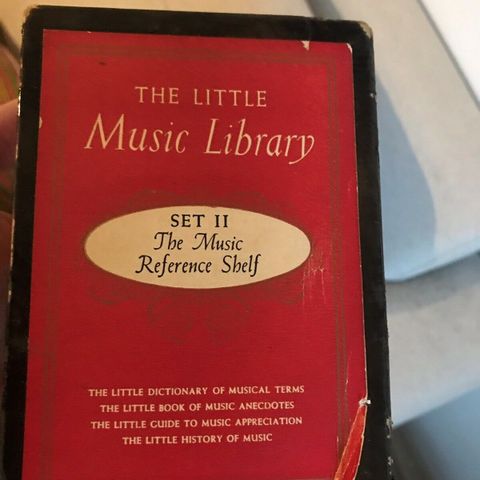 THE LITTLE
Music Library
SET II
The Music
Reference Shelf
THE LITTLE DICTIONARY OF MUSICAL TERMS
THE LITTLE BOOK OF MUSIC ANECDOTES
THE LITTLE GUIDE TO MUSIC APPRECIATION
THE LITTLE HISTORY OF MUSIC